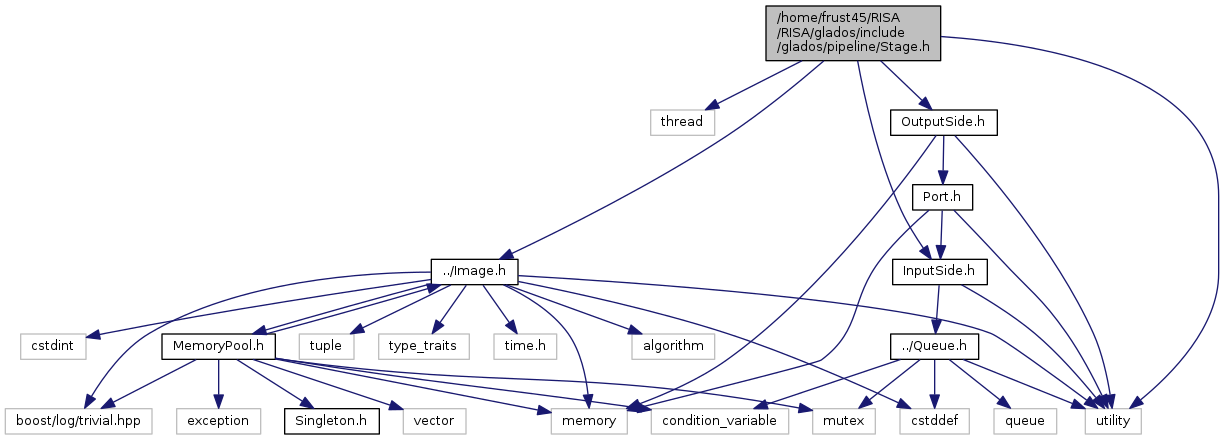 /home/frust45/RISA
/RISA/glados/include
/glados/pipeline/Stage.h
thread
OutputSide.h
Port.h
../Image.h
InputSide.h
cstdint
MemoryPool.h
tuple
type_traits
time.h
algorithm
../Queue.h
boost/log/trivial.hpp
exception
Singleton.h
vector
memory
condition_variable
mutex
cstddef
queue
utility